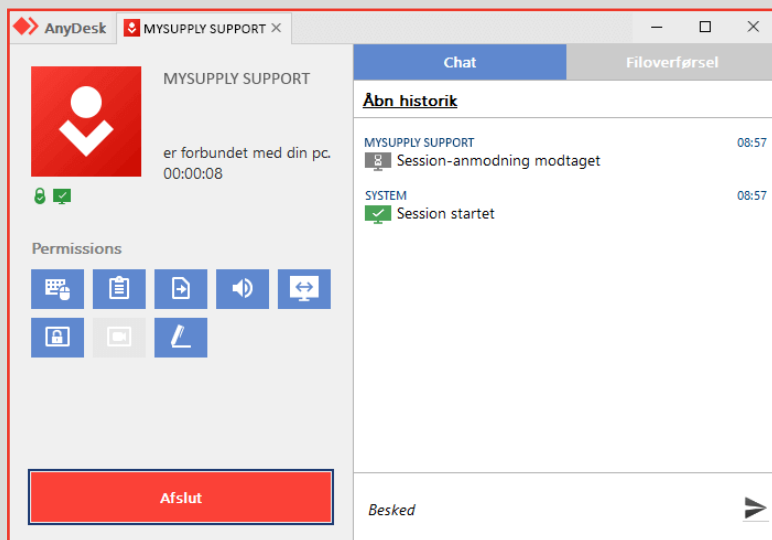 AnyDesk
MYSUPPLY SUPPORT
MYSUPPLY SUPPORT
er forbundet med din pc.
00:00:08
Permissions
Afslut
Chat
Filoverførsel
Åbn historik
MYSUPPLY SUPPORT 08:57
Session-anmodning modtaget
SYSTEM 08:57
Session startet
Besked